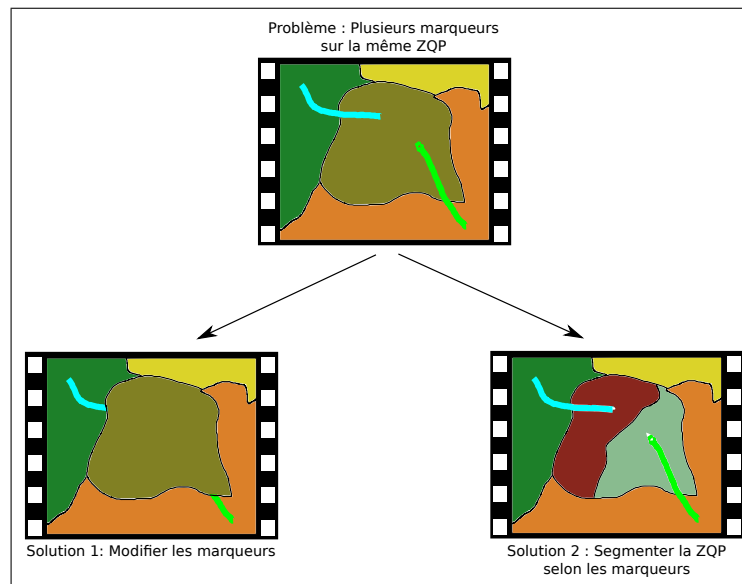 Problème : Plusieurs marqueurs
sur la même ZQP
Solution 1: Modifier les marqueurs
Solution 2 : Segmenter la ZQP
selon les marqueurs